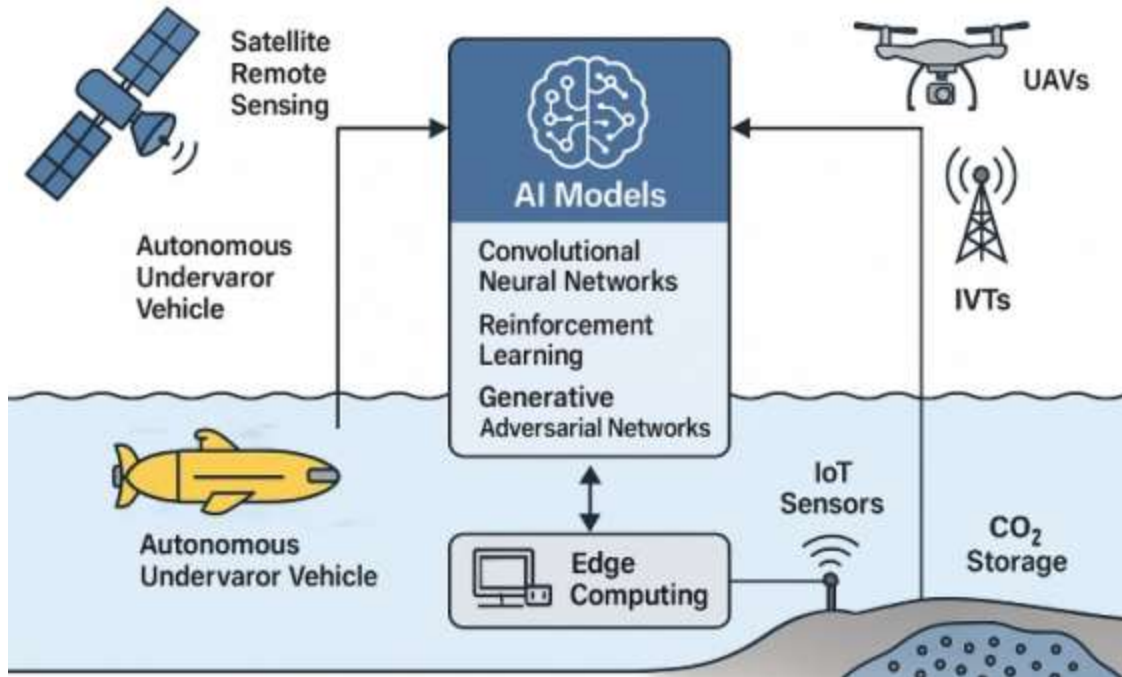 Satellite
Remote
Sensing
UAVs
AI Models
IVTs
Autonomous
Undervaror
Vehicle
Convolutional
Neural Networks
Reinforcement
Learning
Generative
Adversarial Networks
Autonomous
Undervaror Vehicle
Edge
Computing
IoT
Sensors
CO₂
Storage